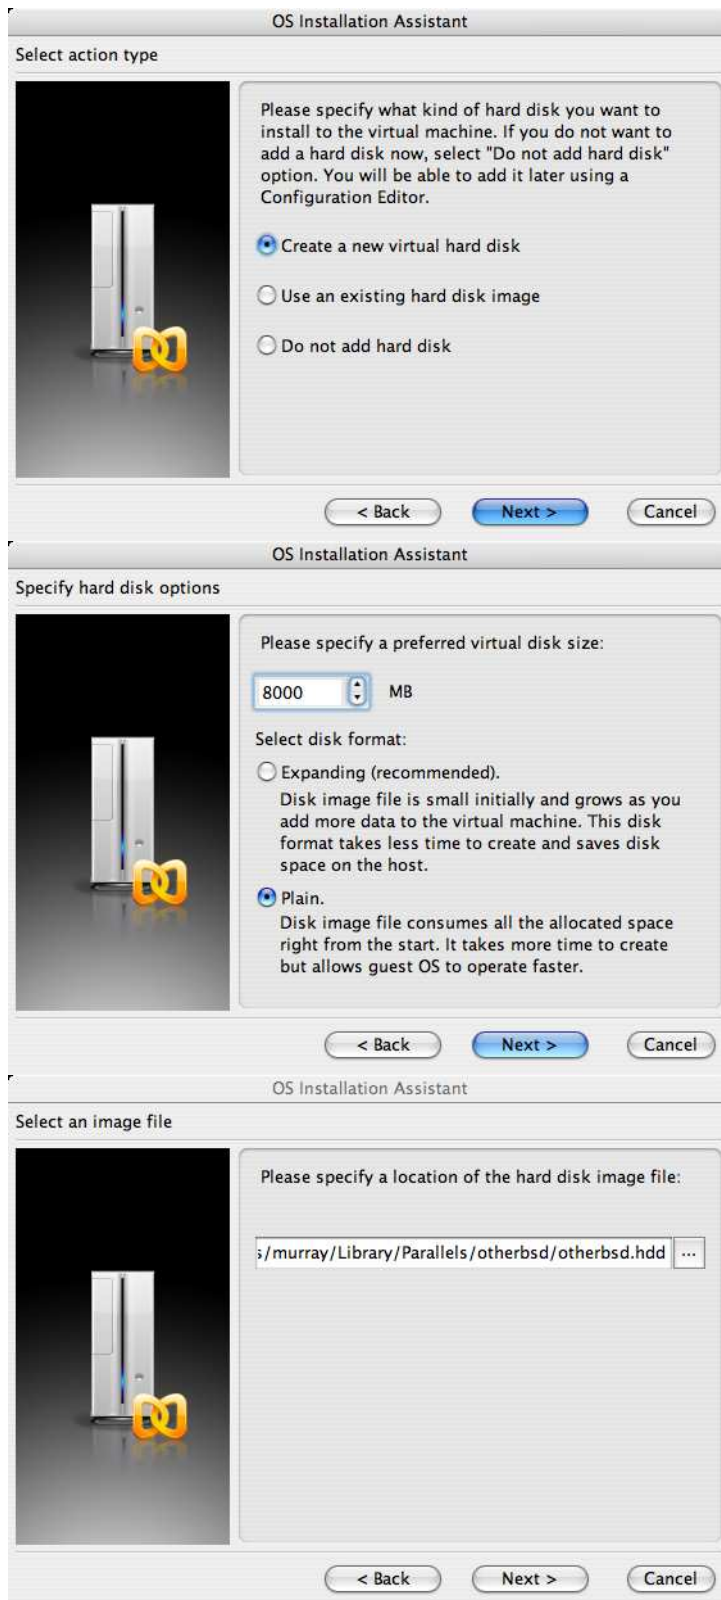 OS Installation Assistant
Select action type
Please specify what kind of hard disk you want to
install to the virtual machine. If you do not want to
add a hard disk now, select "Do not add hard disk"
option. You will be able to add it later using a
Configuration Editor.
Create a new virtual hard disk
Use an existing hard disk image
Do not add hard disk
< Back
Next >
Cancel
OS Installation Assistant
Specify hard disk options
Please specify a preferred virtual disk size:
8000 MB
Select disk format:
Expanding (recommended).
Disk image file is small initially and grows as you
add more data to the virtual machine. This disk
format takes less time to create and saves disk
space on the host.
Plain.
Disk image file consumes all the allocated space
right from the start. It takes more time to create
but allows guest OS to operate faster.
< Back
Next >
Cancel
OS Installation Assistant
Select an image file
Please specify a location of the hard disk image file:
s/murray/Library/Parallels/otherbsd/otherbsd.hdd ...
< Back
Next >
Cancel